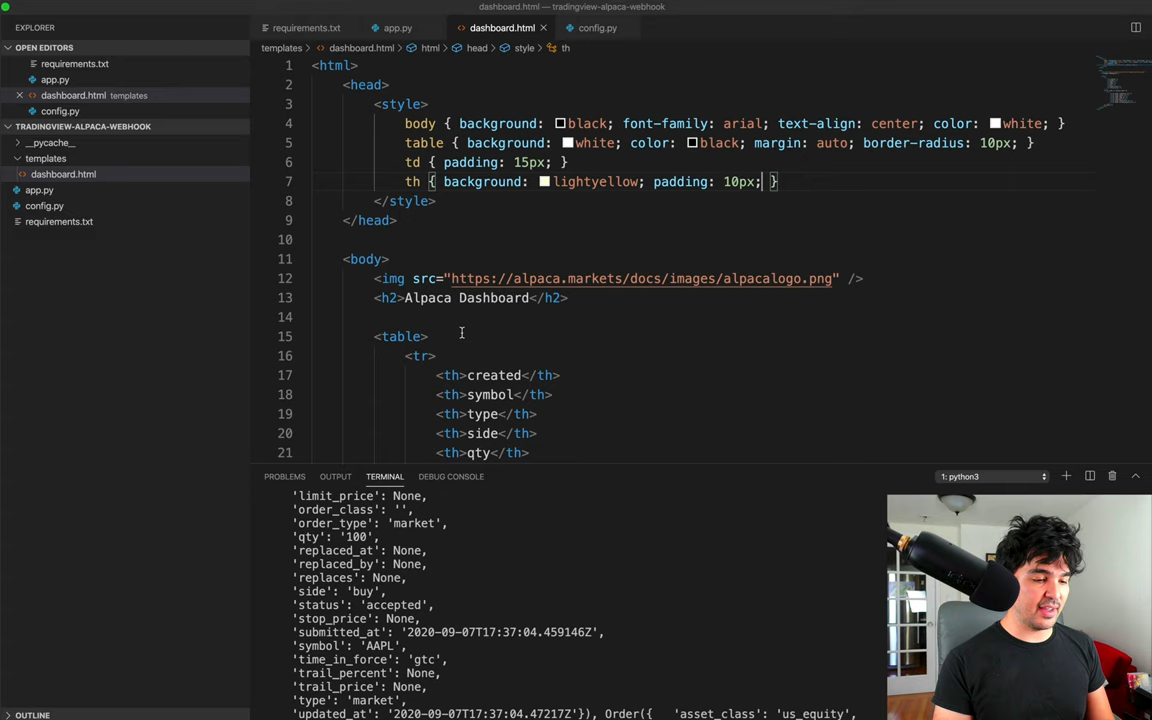 dashboard.html — tradingview-alpaca-webhook
EXPLORER
requirements.txt
app.py
dashboard.html
config.py
OPEN EDITORS
requirements.txt
app.py
dashboard.html templates
config.py
TRADINGVIEW-ALPACA-WEBHOOK
__pycache__
templates
dashboard.html
app.py
config.py
requirements.txt
OUTLINE
templates > dashboard.html > html > head > style > th
1 <html>
2 <head>
3 <style>
4 body { background: black; font-family: arial; text-align: center; color: white; }
5 table { background: white; color: black; margin: auto; border-radius: 10px; }
6 td { padding: 15px; }
7 th { background: lightyellow; padding: 10px; }
8 </style>
9 </head>
10
11 <body>
12 <img src="https://alpaca.markets/docs/images/alpacalogo.png" />
13 <h2>Alpaca Dashboard</h2>
14
15 <table>
16 <tr>
17 <th>created</th>
18 <th>symbol</th>
19 <th>type</th>
20 <th>side</th>
21 <th>qty</th>
PROBLEMS OUTPUT TERMINAL DEBUG CONSOLE 1: python3
'limit_price': None,
'order_class': '',
'order_type': 'market',
'qty': '100',
'replaced_at': None,
'replaced_by': None,
'replaces': None,
'side': 'buy',
'status': 'accepted',
'stop_price': None,
'submitted_at': '2020-09-07T17:37:04.459146Z',
'symbol': 'AAPL',
'time_in_force': 'gtc',
'trail_percent': None,
'trail_price': None,
'type': 'market',
'updated_at': '2020-09-07T17:37:04.47217Z'}), Order({ 'asset_class': 'us_equity',